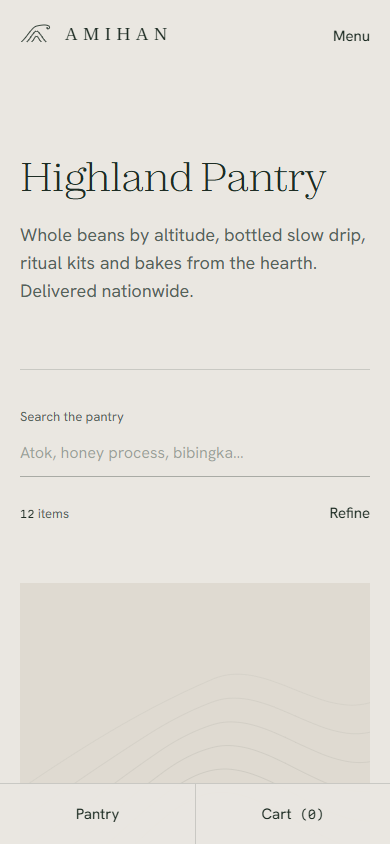 AMIHAN
Menu
Highland Pantry
Whole beans by altitude, bottled slow drip,
ritual kits and bakes from the hearth.
Delivered nationwide.
Search the pantry
Atok, honey process, bibingka...
12 items
Refine
Pantry
Cart (0)